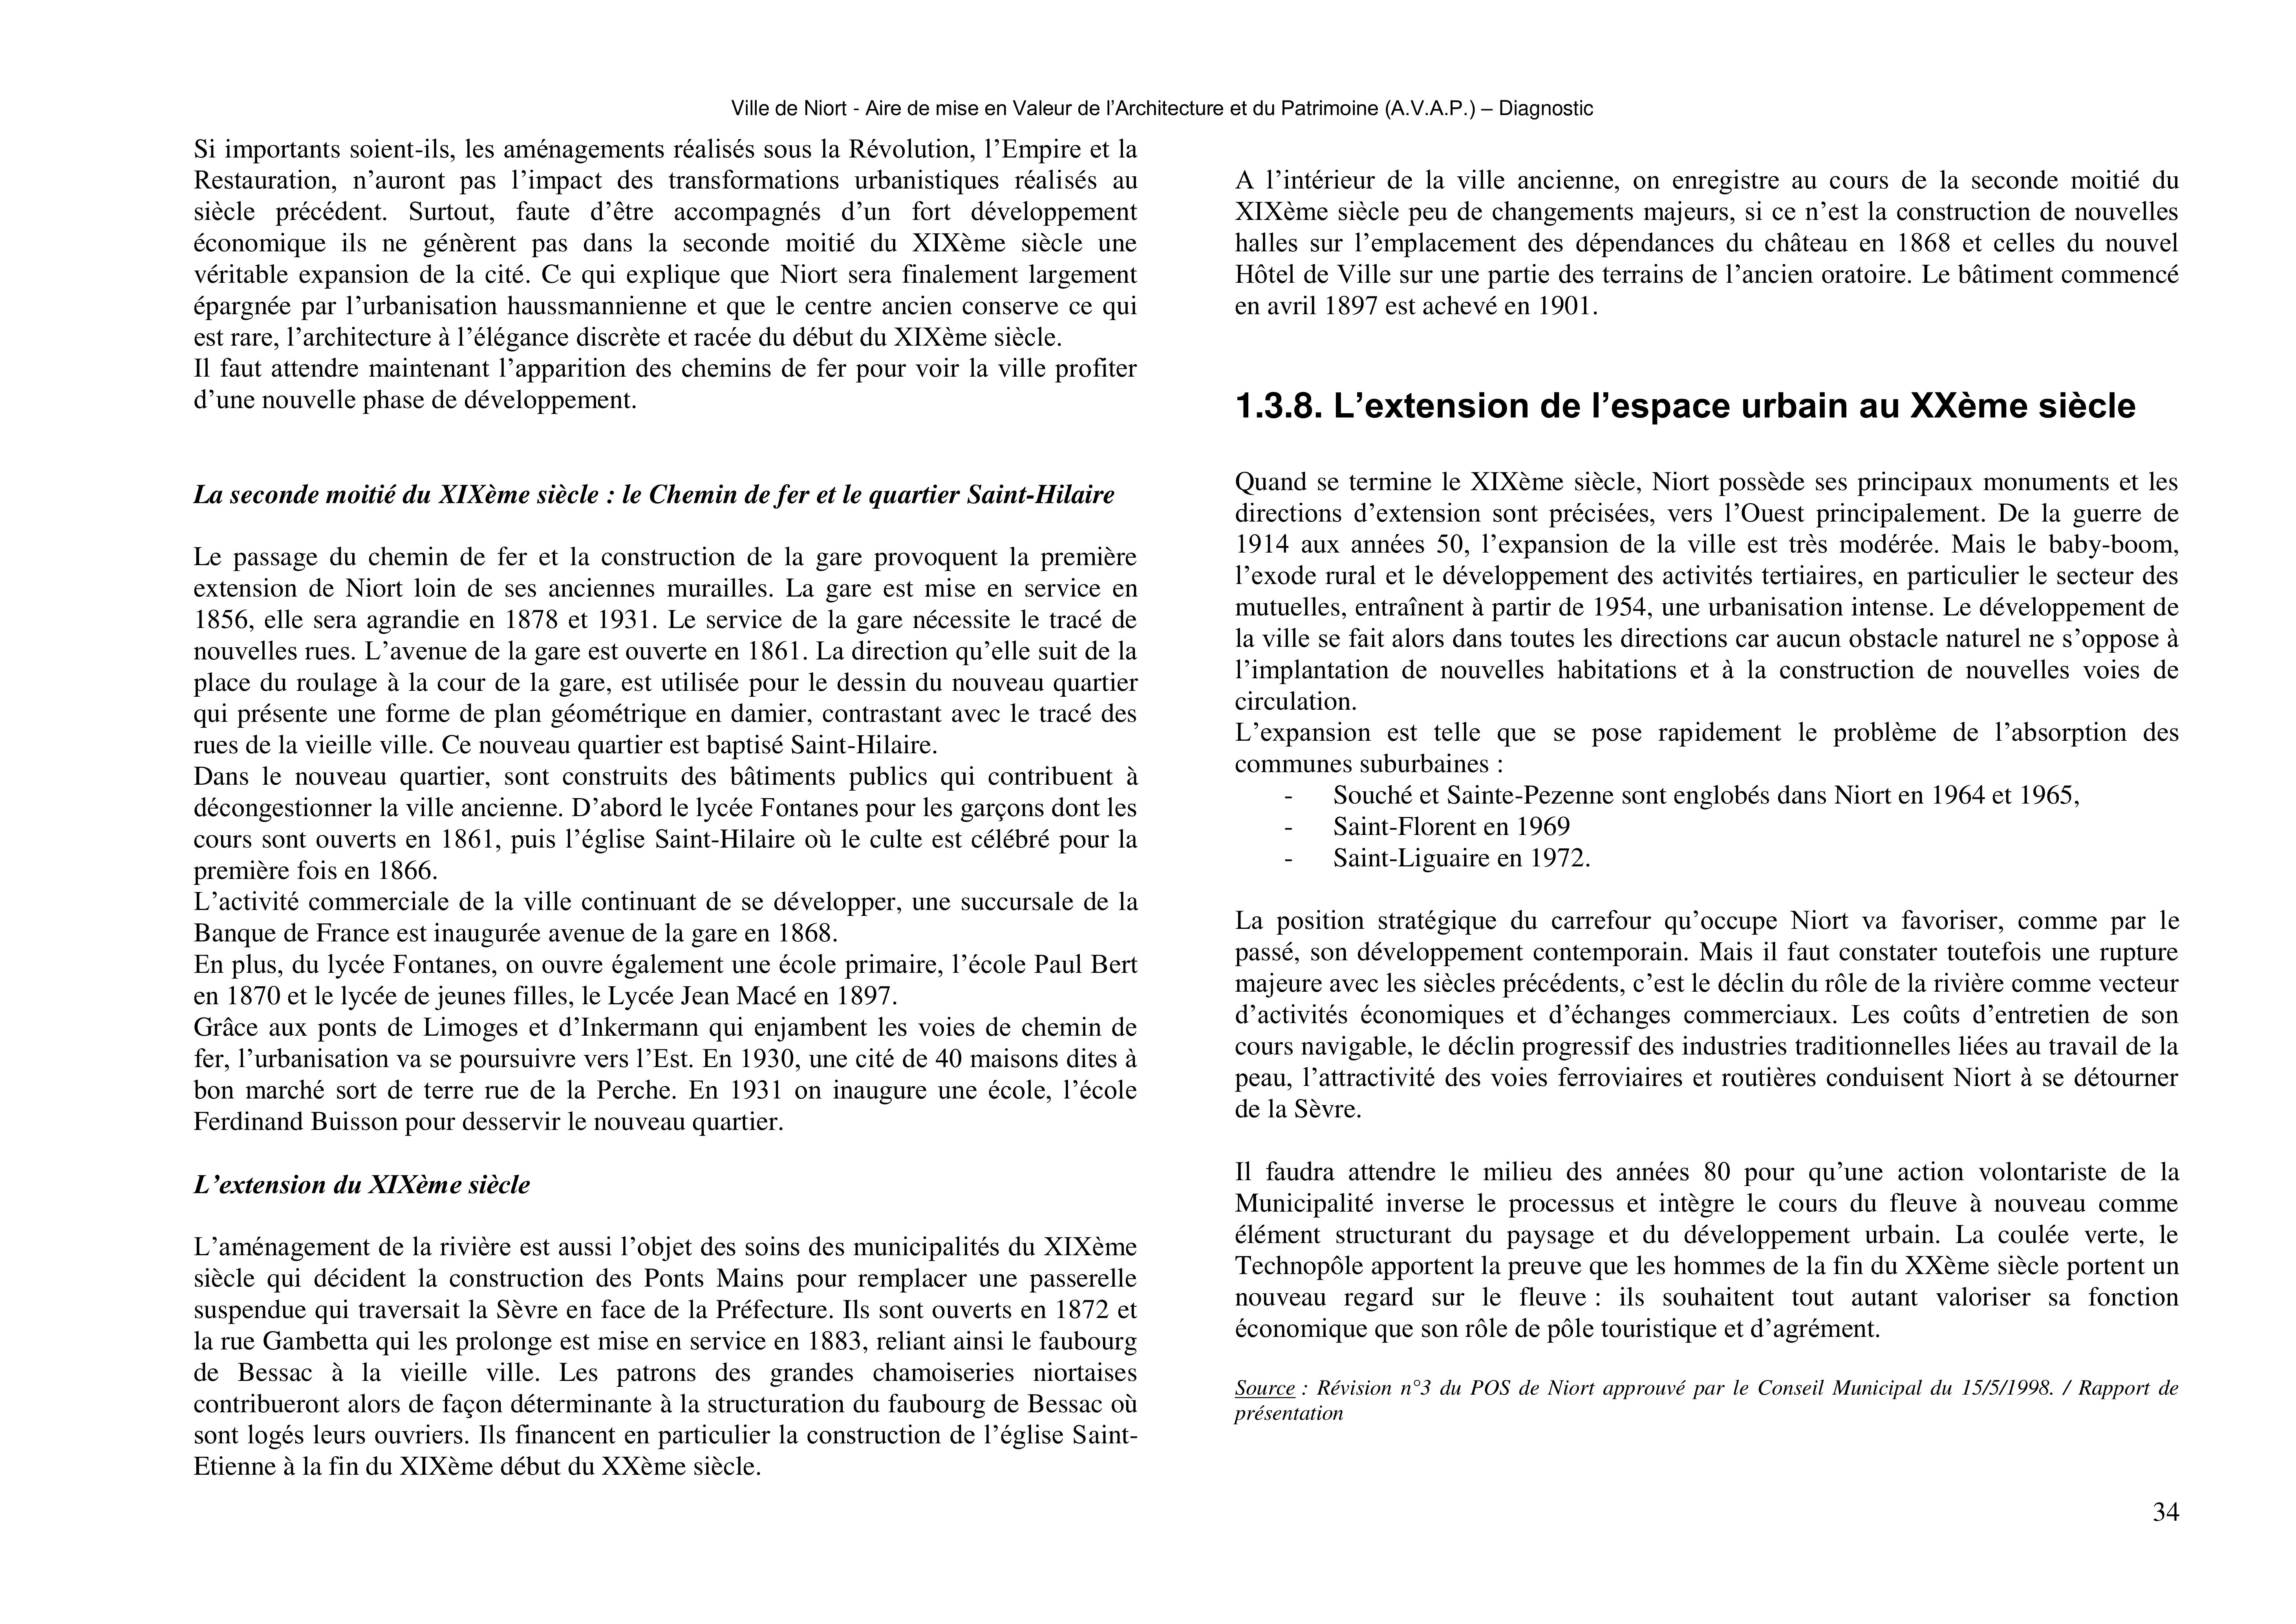 Ville de Niort - Aire de mise en Valeur de l’Architecture et du Patrimoine (A.V.A.P.) – Diagnostic
Si importants soient-ils, les aménagements réalisés sous la Révolution, l’Empire et la
Restauration, n’auront pas l’impact des transformations urbanistiques réalisés au
siècle précédent. Surtout, faute d’être accompagnés d’un fort développement
économique ils ne génèrent pas dans la seconde moitié du XIXème siècle une
véritable expansion de la cité. Ce qui explique que Niort sera finalement largement
épargnée par l’urbanisation haussmannienne et que le centre ancien conserve ce qui
est rare, l’architecture à l’élégance discrète et racée du début du XIXème siècle.
Il faut attendre maintenant l’apparition des chemins de fer pour voir la ville profiter
d’une nouvelle phase de développement.
La seconde moitié du XIXème siècle : le Chemin de fer et le quartier Saint-Hilaire
Le passage du chemin de fer et la construction de la gare provoquent la première
extension de Niort loin de ses anciennes murailles. La gare est mise en service en
1856, elle sera agrandie en 1878 et 1931. Le service de la gare nécessite le tracé de
nouvelles rues. L’avenue de la gare est ouverte en 1861. La direction qu’elle suit de la
place du roulage à la cour de la gare, est utilisée pour le dessin du nouveau quartier
qui présente une forme de plan géométrique en damier, contrastant avec le tracé des
rues de la vieille ville. Ce nouveau quartier est baptisé Saint-Hilaire.
Dans le nouveau quartier, sont construits des bâtiments publics qui contribuent à
décongestionner la ville ancienne. D’abord le lycée Fontanes pour les garçons dont les
cours sont ouverts en 1861, puis l’église Saint-Hilaire où le culte est célébré pour la
première fois en 1866.
L’activité commerciale de la ville continuant de se développer, une succursale de la
Banque de France est inaugurée avenue de la gare en 1868.
En plus, du lycée Fontanes, on ouvre également une école primaire, l’école Paul Bert
en 1870 et le lycée de jeunes filles, le Lycée Jean Macé en 1897.
Grâce aux ponts de Limoges et d’Inkermann qui enjambent les voies de chemin de
fer, l’urbanisation va se poursuivre vers l’Est. En 1930, une cité de 40 maisons dites à
bon marché sort de terre rue de la Perche. En 1931 on inaugure une école, l’école
Ferdinand Buisson pour desservir le nouveau quartier.
L’extension du XIXème siècle
L’aménagement de la rivière est aussi l’objet des soins des municipalités du XIXème
siècle qui décident la construction des Ponts Mains pour remplacer une passerelle
suspendue qui traversait la Sèvre en face de la Préfecture. Ils sont ouverts en 1872 et
la rue Gambetta qui les prolonge est mise en service en 1883, reliant ainsi le faubourg
de Bessac à la vieille ville. Les patrons des grandes chamoiseries niortaises
contribueront alors de façon déterminante à la structuration du faubourg de Bessac où
sont logés leurs ouvriers. Ils financent en particulier la construction de l’église Saint-
Etienne à la fin du XIXème début du XXème siècle.
A l’intérieur de la ville ancienne, on enregistre au cours de la seconde moitié du
XIXème siècle peu de changements majeurs, si ce n’est la construction de nouvelles
halles sur l’emplacement des dépendances du château en 1868 et celles du nouvel
Hôtel de Ville sur une partie des terrains de l’ancien oratoire. Le bâtiment commencé
en avril 1897 est achevé en 1901.
1.3.8. L’extension de l’espace urbain au XXème siècle
Quand se termine le XIXème siècle, Niort possède ses principaux monuments et les
directions d’extension sont précisées, vers l’Ouest principalement. De la guerre de
1914 aux années 50, l’expansion de la ville est très modérée. Mais le baby-boom,
l’exode rural et le développement des activités tertiaires, en particulier le secteur des
mutuelles, entraînent à partir de 1954, une urbanisation intense. Le développement de
la ville se fait alors dans toutes les directions car aucun obstacle naturel ne s’oppose à
l’implantation de nouvelles habitations et à la construction de nouvelles voies de
circulation.
L’expansion est telle que se pose rapidement le problème de l’absorption des
communes suburbaines :
- Souché et Sainte-Pezenne sont englobés dans Niort en 1964 et 1965,
- Saint-Florent en 1969
- Saint-Liguaire en 1972.
La position stratégique du carrefour qu’occupe Niort va favoriser, comme par le
passé, son développement contemporain. Mais il faut constater toutefois une rupture
majeure avec les siècles précédents, c’est le déclin du rôle de la rivière comme vecteur
d’activités économiques et d’échanges commerciaux. Les coûts d’entretien de son
cours navigable, le déclin progressif des industries traditionnelles liées au travail de la
peau, l’attractivité des voies ferroviaires et routières conduisent Niort à se détourner
de la Sèvre.
Il faudra attendre le milieu des années 80 pour qu’une action volontariste de la
Municipalité inverse le processus et intègre le cours du fleuve à nouveau comme
élément structurant du paysage et du développement urbain. La coulée verte, le
Technopôle apportent la preuve que les hommes de la fin du XXème siècle portent un
nouveau regard sur le fleuve : ils souhaitent tout autant valoriser sa fonction
économique que son rôle de pôle touristique et d’agrément.
Source : Révision n°3 du POS de Niort approuvé par le Conseil Municipal du 15/5/1998. / Rapport de
présentation
34